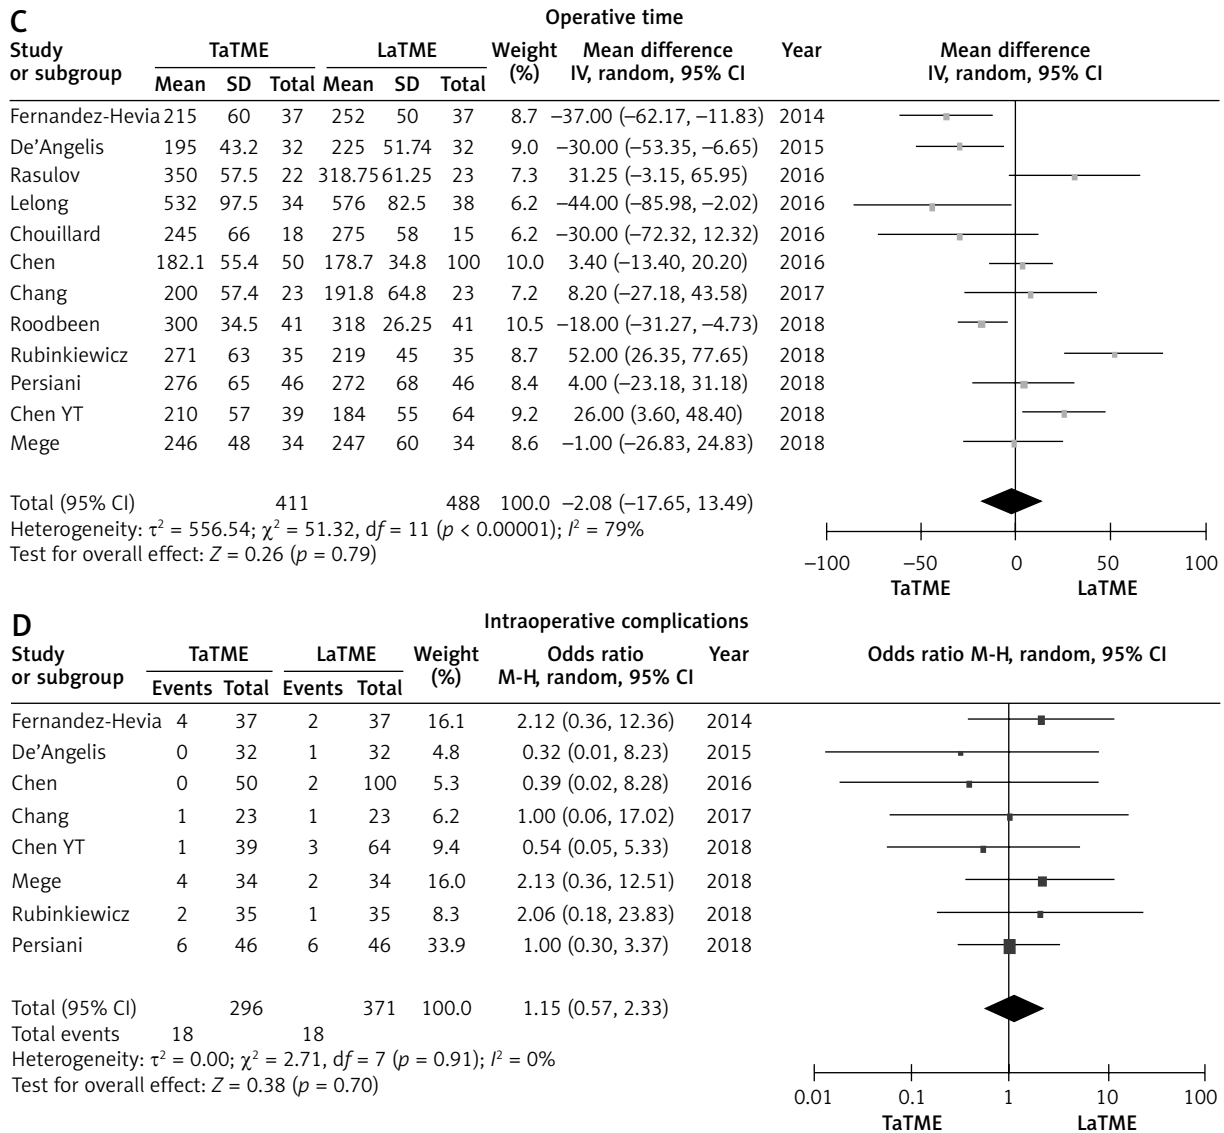 C
Operative time
Study TaTME LaTME Weight Mean difference Year Mean difference
or subgroup Mean SD Total Mean SD Total (%) IV, random, 95% CI IV, random, 95% CI
Fernandez-Hevia 215 60 37 252 50 37 8.7 –37.00 (–62.17, –11.83) 2014
De'Angelis 195 43.2 32 225 51.74 32 9.0 –30.00 (–53.35, –6.65) 2015
Rasulov 350 57.5 22 318.75 61.25 23 7.3 31.25 (–3.15, 65.95) 2016
Lelong 532 97.5 34 576 82.5 38 6.2 –44.00 (–85.98, –2.02) 2016
Chouillard 245 66 18 275 58 15 6.2 –30.00 (–72.32, 12.32) 2016
Chen 182.1 55.4 50 178.7 34.8 100 10.0 3.40 (–13.40, 20.20) 2016
Chang 200 57.4 23 191.8 64.8 23 7.2 8.20 (–27.18, 43.58) 2017
Roodbeen 300 34.5 41 318 26.25 41 10.5 –18.00 (–31.27, –4.73) 2018
Rubinkiewicz 271 63 35 219 45 35 8.7 52.00 (26.35, 77.65) 2018
Persiani 276 65 46 272 68 46 8.4 4.00 (–23.18, 31.18) 2018
Chen YT 210 57 39 184 55 64 9.2 26.00 (3.60, 48.40) 2018
Mege 246 48 34 247 60 34 8.6 –1.00 (–26.83, 24.83) 2018
Total (95% CI) 411 488 100.0 –2.08 (–17.65, 13.49)
Heterogeneity: τ² = 556.54; χ² = 51.32, df = 11 (p < 0.00001); I² = 79%
Test for overall effect: Z = 0.26 (p = 0.79)
–100 –50 0 50 100
TaTME LaTME
D
Intraoperative complications
Study TaTME LaTME Weight Odds ratio Year Odds ratio M-H, random, 95% CI
or subgroup Events Total Events Total (%) M-H, random, 95% CI
Fernandez-Hevia 4 37 2 37 16.1 2.12 (0.36, 12.36) 2014
De'Angelis 0 32 1 32 4.8 0.32 (0.01, 8.23) 2015
Chen 0 50 2 100 5.3 0.39 (0.02, 8.28) 2016
Chang 1 23 1 23 6.2 1.00 (0.06, 17.02) 2017
Chen YT 1 39 3 64 9.4 0.54 (0.05, 5.33) 2018
Mege 4 34 2 34 16.0 2.13 (0.36, 12.51) 2018
Rubinkiewicz 2 35 1 35 8.3 2.06 (0.18, 23.83) 2018
Persiani 6 46 6 46 33.9 1.00 (0.30, 3.37) 2018
Total (95% CI) 296 371 100.0 1.15 (0.57, 2.33)
Total events 18 18
Heterogeneity: τ² = 0.00; χ² = 2.71, df = 7 (p = 0.91); I² = 0%
Test for overall effect: Z = 0.38 (p = 0.70)
0.01 0.1 1 10 100
TaTME LaTME